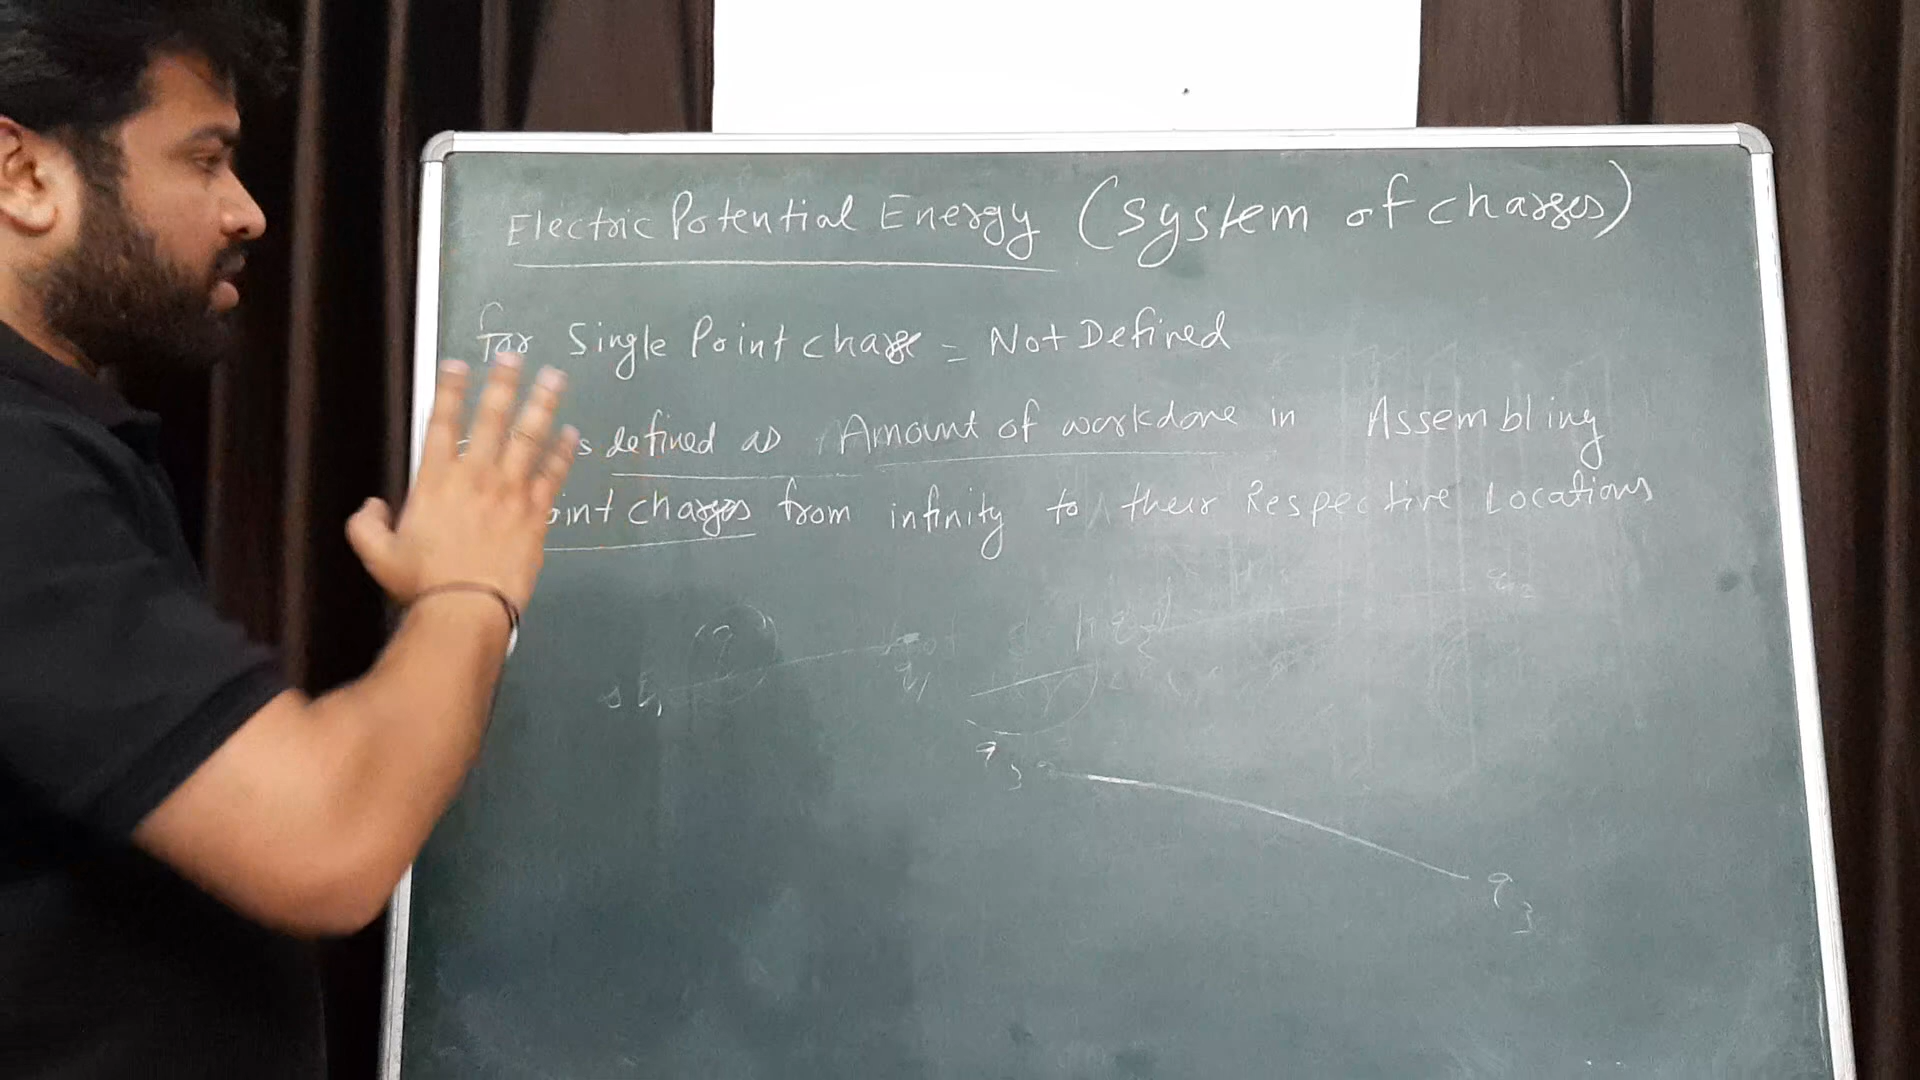 Electric Potential Energy (System of charges)
for Single Point charge = Not Defined
is defined as Amount of workdone in Assembling
point charges from infinity to their Respective Locations
q1
q3
q3